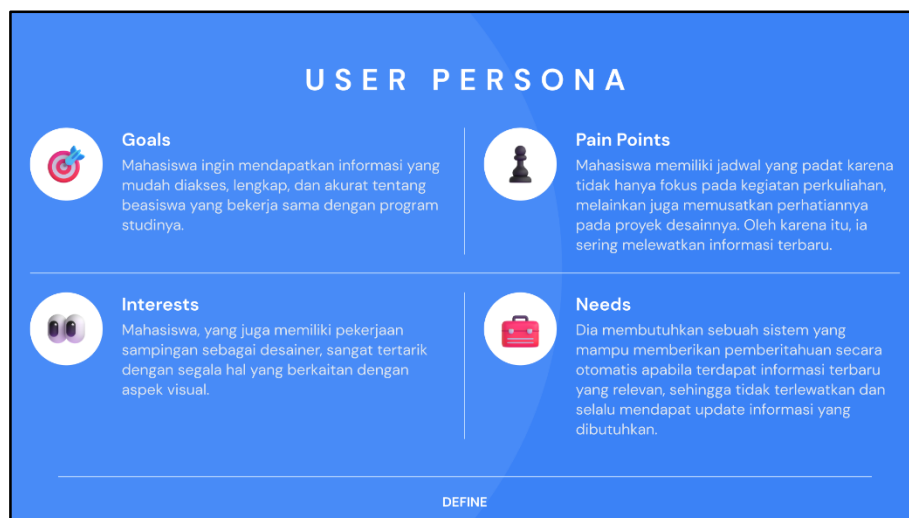 USER PERSONA
Goals
Mahasiswa ingin mendapatkan informasi yang
mudah diakses, lengkap, dan akurat tentang
beasiswa yang bekerja sama dengan program
studinya.
Pain Points
Mahasiswa memiliki jadwal yang padat karena
tidak hanya fokus pada kegiatan perkuliahan,
melainkan juga memusatkan perhatiannya
pada proyek desainnya. Oleh karena itu, ia
sering melewatkan informasi terbaru.
Interests
Mahasiswa, yang juga memiliki pekerjaan
sampingan sebagai desainer, sangat tertarik
dengan segala hal yang berkaitan dengan
aspek visual.
Needs
Dia membutuhkan sebuah sistem yang
mampu memberikan pemberitahuan secara
otomatis apabila terdapat informasi terbaru
yang relevan, sehingga tidak terlewatkan dan
selalu mendapat update informasi yang
dibutuhkan.
DEFINE